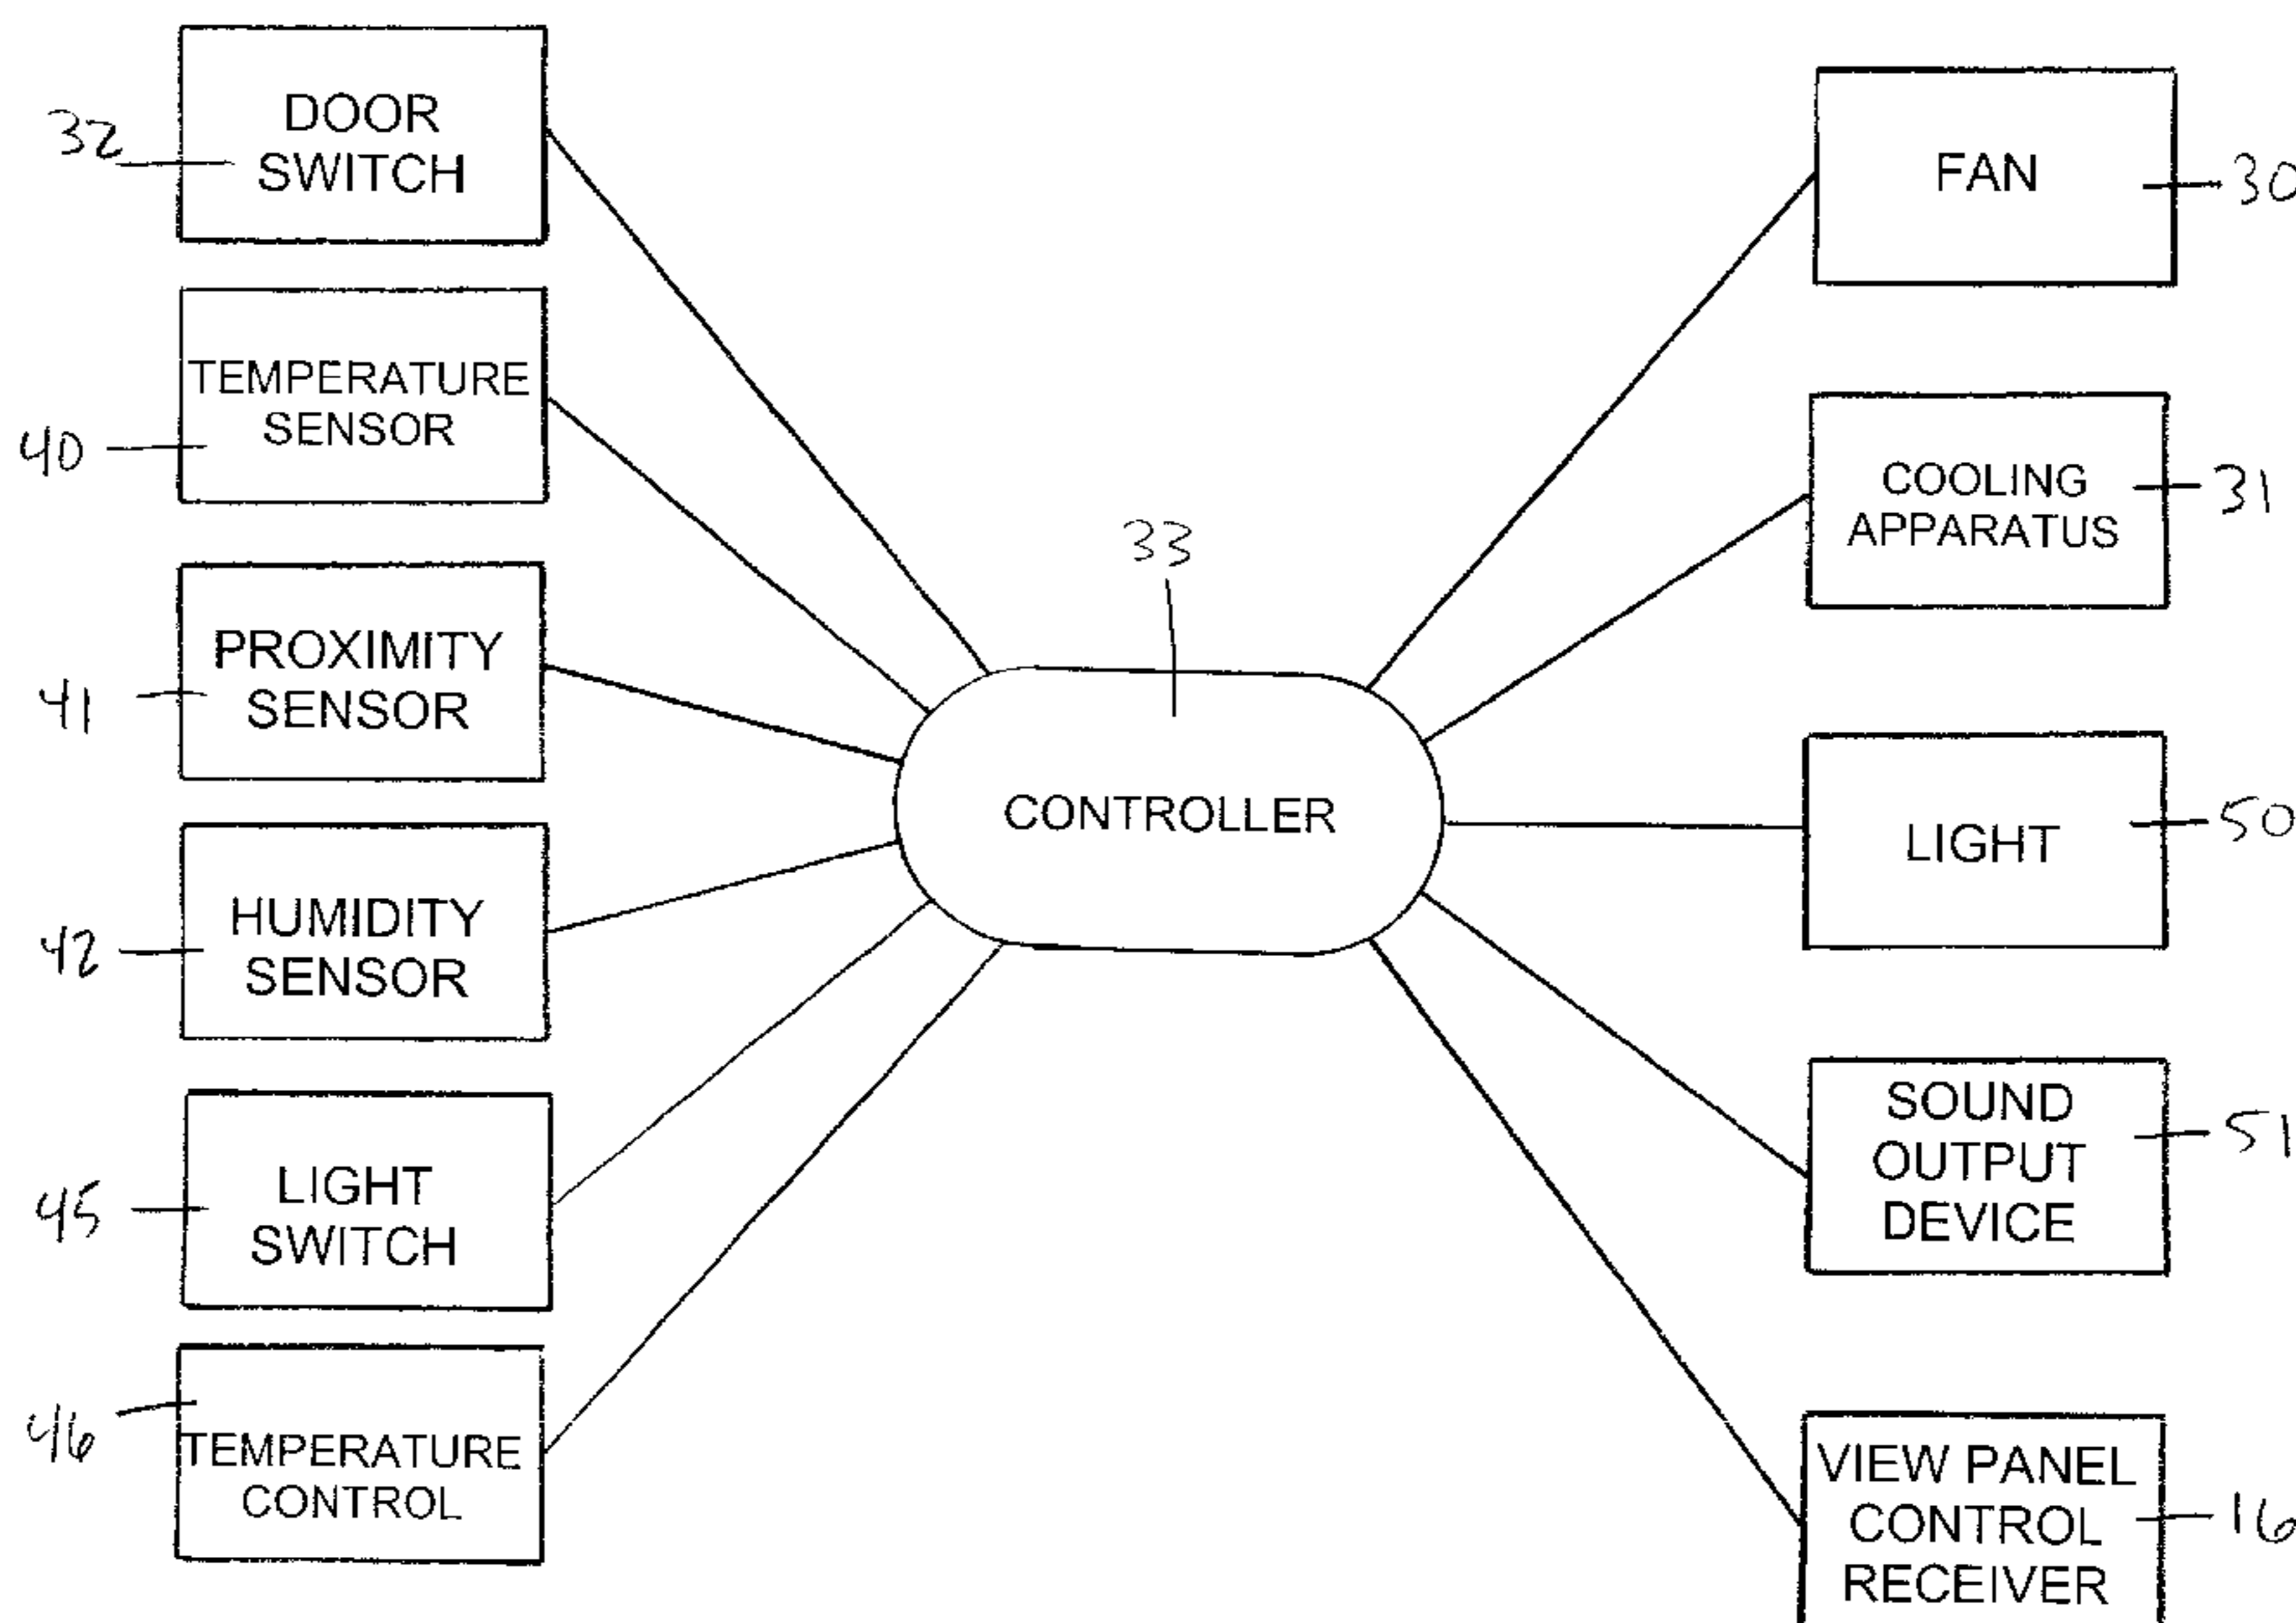 32
DOOR
SWITCH
40
TEMPERATURE
SENSOR
41
PROXIMITY
SENSOR
42
HUMIDITY
SENSOR
45
LIGHT
SWITCH
46
TEMPERATURE
CONTROL
33
CONTROLLER
FAN
30
COOLING
APPARATUS
31
LIGHT
50
SOUND
OUTPUT
DEVICE
51
VIEW PANEL
CONTROL
RECEIVER
16